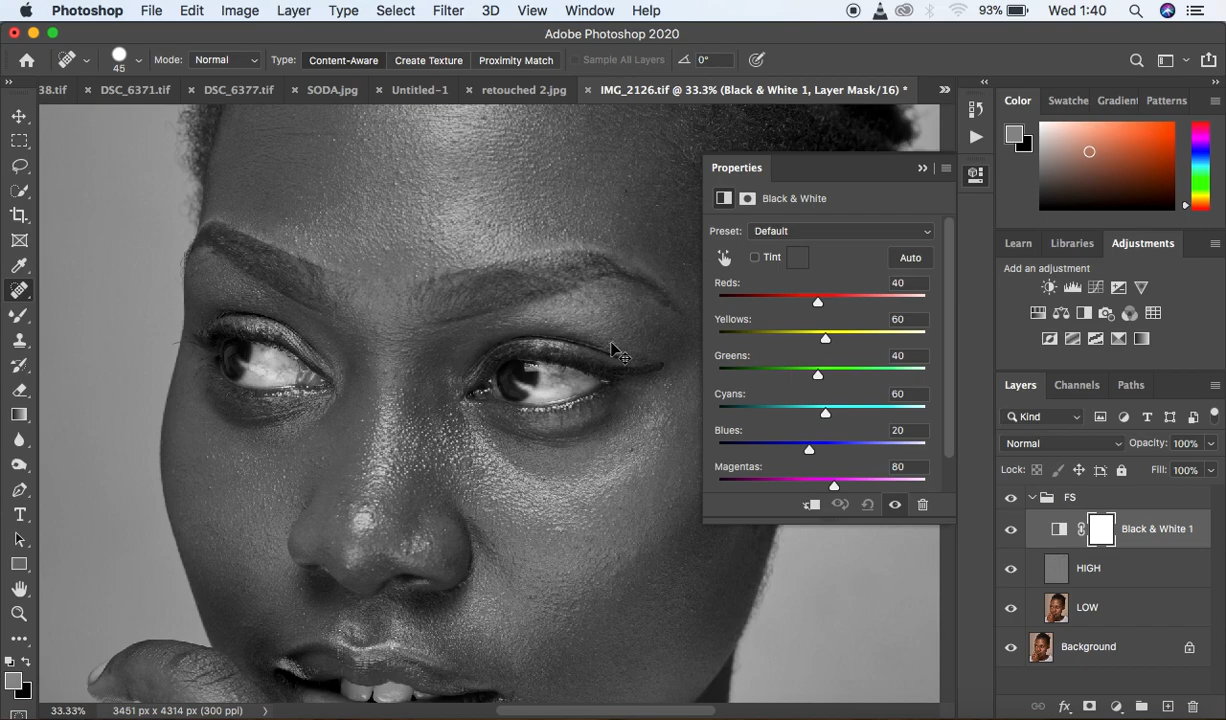 Photoshop File Edit Image Layer Type Select Filter 3D View Window Help 93% Wed 1:40
Adobe Photoshop 2020
45 Mode: Normal Type: Content-Aware Create Texture Proximity Match Sample All Layers 0°
38.tif × DSC_6371.tif × DSC_6377.tif × SODA.jpg × Untitled-1 × retouched 2.jpg × IMG_2126.tif @ 33.3% (Black & White 1, Layer Mask/16) *
Properties
Black & White
Preset: Default
Tint Auto
Reds: 40
Yellows: 60
Greens: 40
Cyans: 60
Blues: 20
Magentas: 80
Color Swatche Gradient Patterns
Learn Libraries Adjustments
Add an adjustment
Layers Channels Paths
Kind
Normal Opacity: 100%
Lock: Fill: 100%
FS
Black & White 1
HIGH
LOW
Background
33.33% 3451 px x 4314 px (300 ppi)